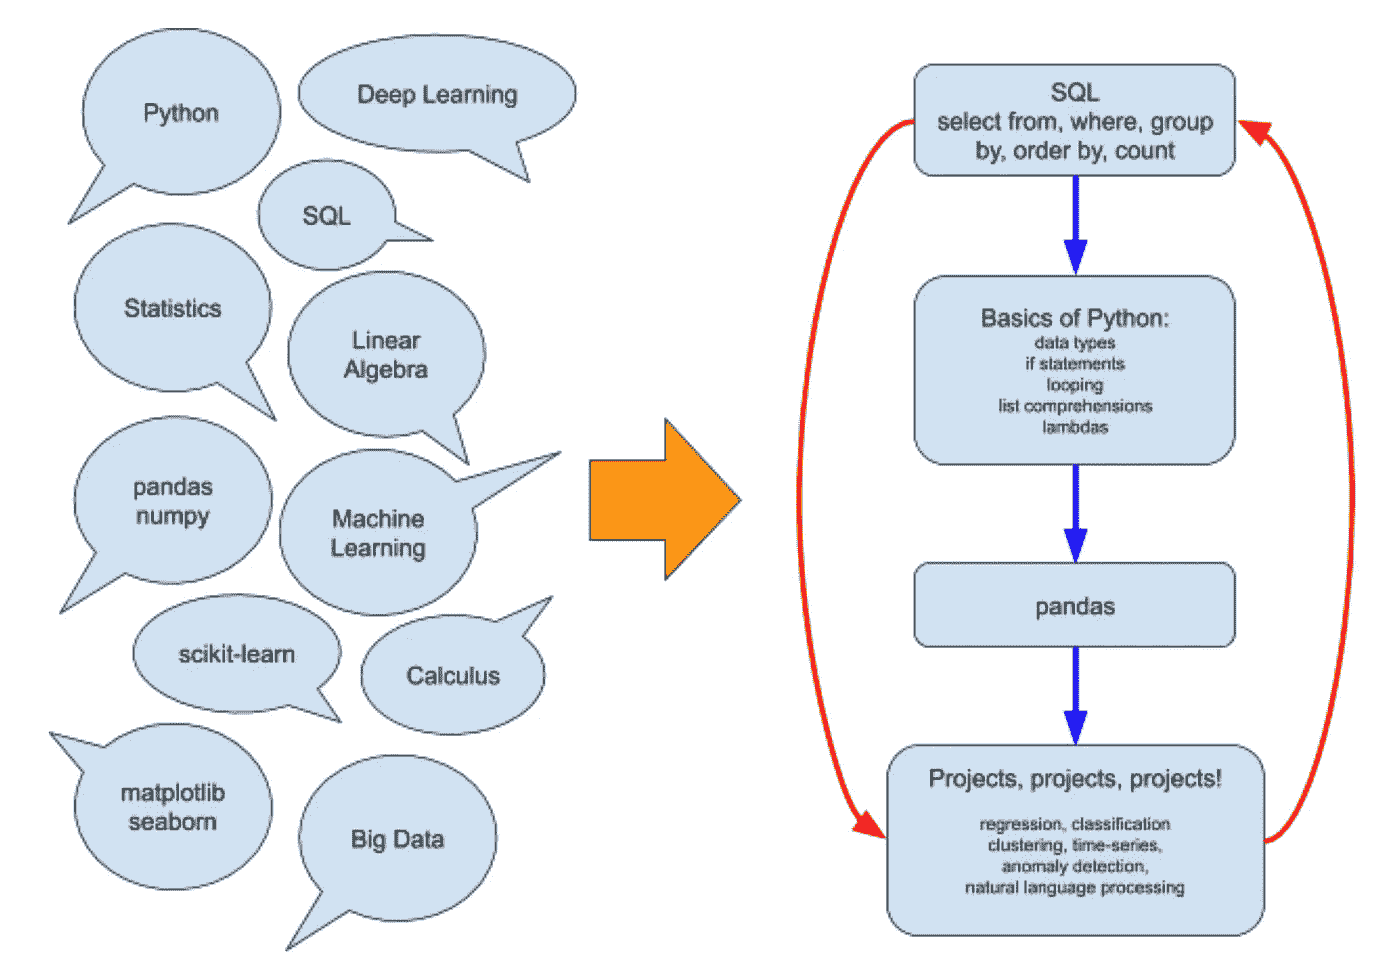 Python
Deep Learning
SQL
Statistics
Linear
Algebra
pandas
numpy
Machine
Learning
scikit-learn
Calculus
matplotlib
seaborn
Big Data
SQL
select from, where, group
by, order by, count
Basics of Python:
data types
if statements
looping
list comprehensions
lambdas
pandas
Projects, projects, projects!
regression, classification
clustering, time-series,
anomaly detection,
natural language processing